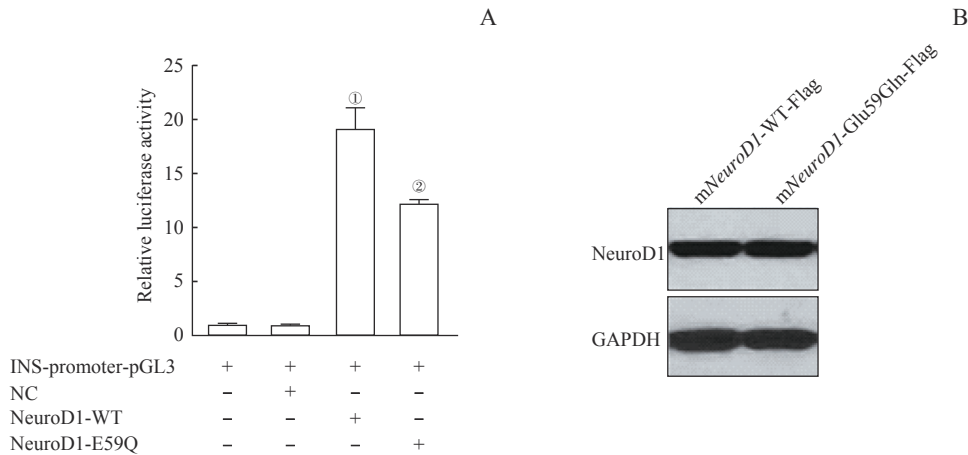 A
B
25
20
15
10
5
0
Relative luciferase activity
①
②
INS-promoter-pGL3 + + + +
NC – + – –
NeuroD1-WT – – + –
NeuroD1-E59Q – – – +
mNeuroD1-WT-Flag
mNeuroD1-Glu59Gln-Flag
NeuroD1
GAPDH